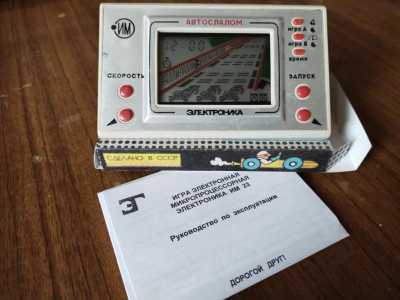 ИМ
АВТОСЛАЛОМ
игра А
игра Б
время
СКОРОСТЬ
ЗАПУСК
ЭЛЕКТРОНИКА
СДЕЛАНО В СССР
ЭГ
ИГРА ЭЛЕКТРОННАЯ
МИКРОПРОЦЕССОРНАЯ
ЭЛЕКТРОНИКА ИМ 23
Руководство по эксплуатации
ДОРОГОЙ ДРУГ!